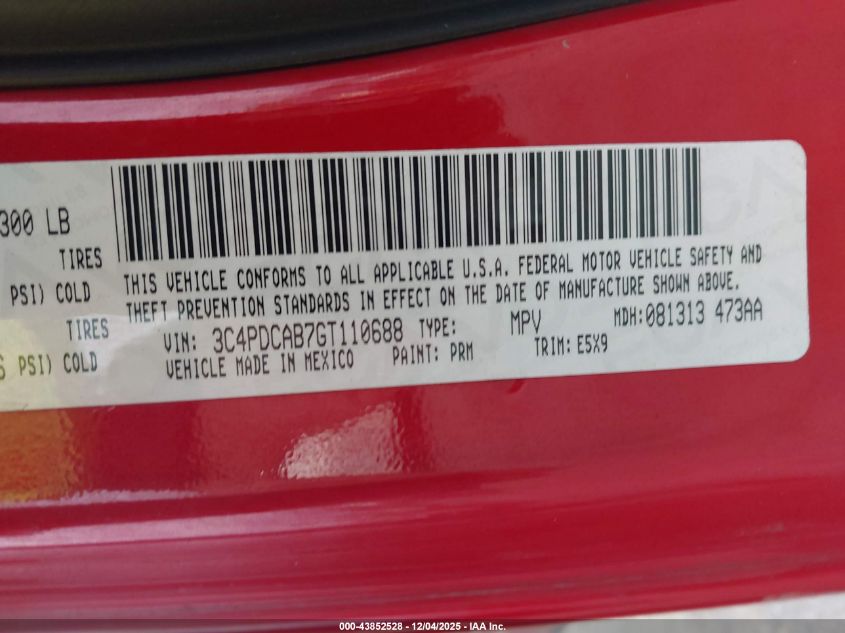 300 LB
TIRES
PSI) COLD
TIRES
PSI) COLD
THIS VEHICLE CONFORMS TO ALL APPLICABLE U.S.A. FEDERAL MOTOR VEHICLE SAFETY AND
THEFT PREVENTION STANDARDS IN EFFECT ON THE DATE OF MANUFACTURE SHOWN ABOVE.
VIN: 3C4PDCAB7GT110688 TYPE: MPV MDH:081313 473AA
VEHICLE MADE IN MEXICO PAINT: PRM TRIM: E5X9
000-43852528 - 12/04/2025 - IAA Inc.